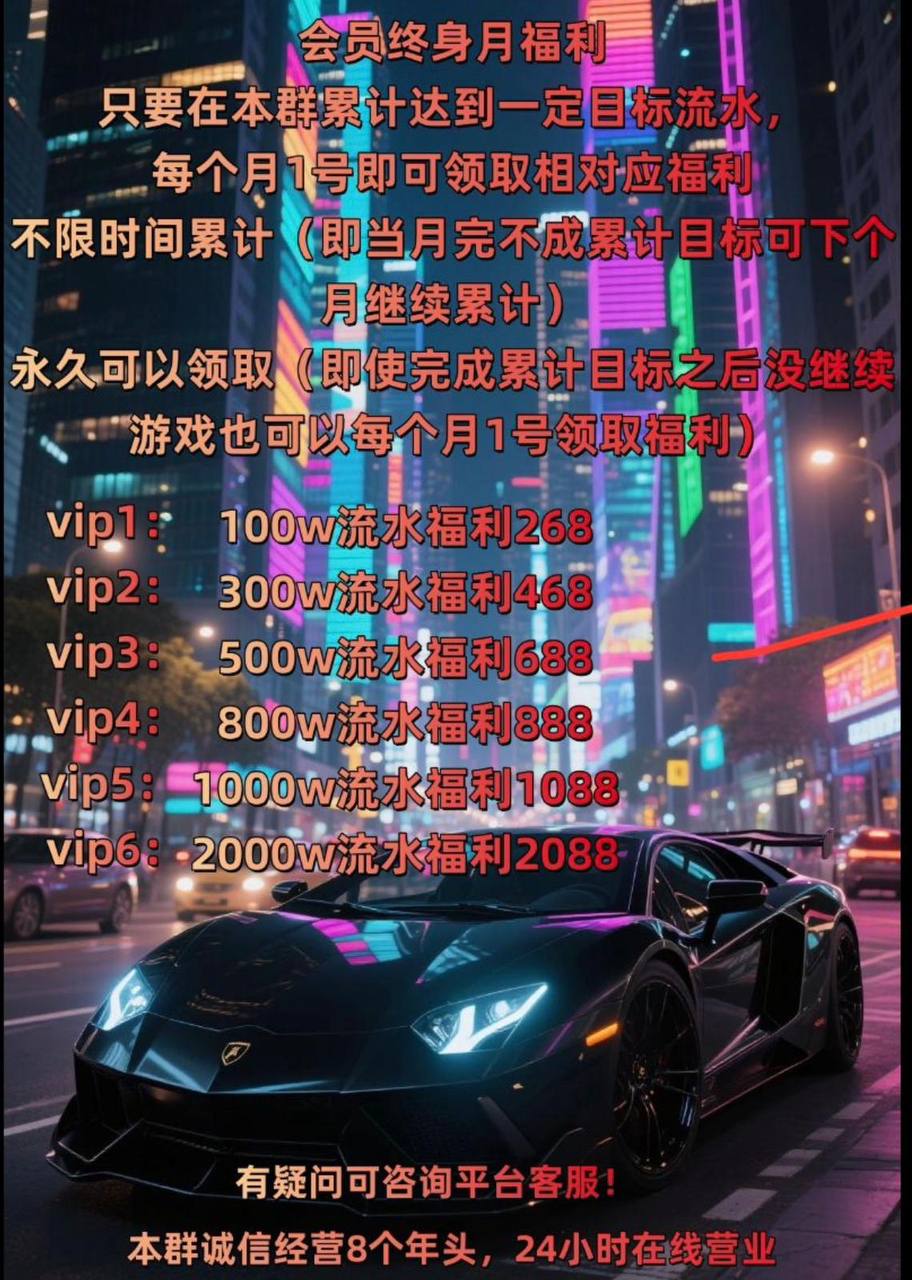 会员终身月福利
只要在本群累计达到一定目标流水，
每个月1号即可领取相对应福利
不限时间累计（即当月完不成累计目标可下个
月继续累计）
永久可以领取（即使完成累计目标之后没继续
游戏也可以每个月1号领取福利）
vip1： 100w流水福利268
vip2： 300w流水福利468
vip3： 500w流水福利688
vip4： 800w流水福利888
vip5： 1000w流水福利1088
vip6： 2000w流水福利2088
有疑问可咨询平台客服！
本群诚信经营8个年头，24小时在线营业